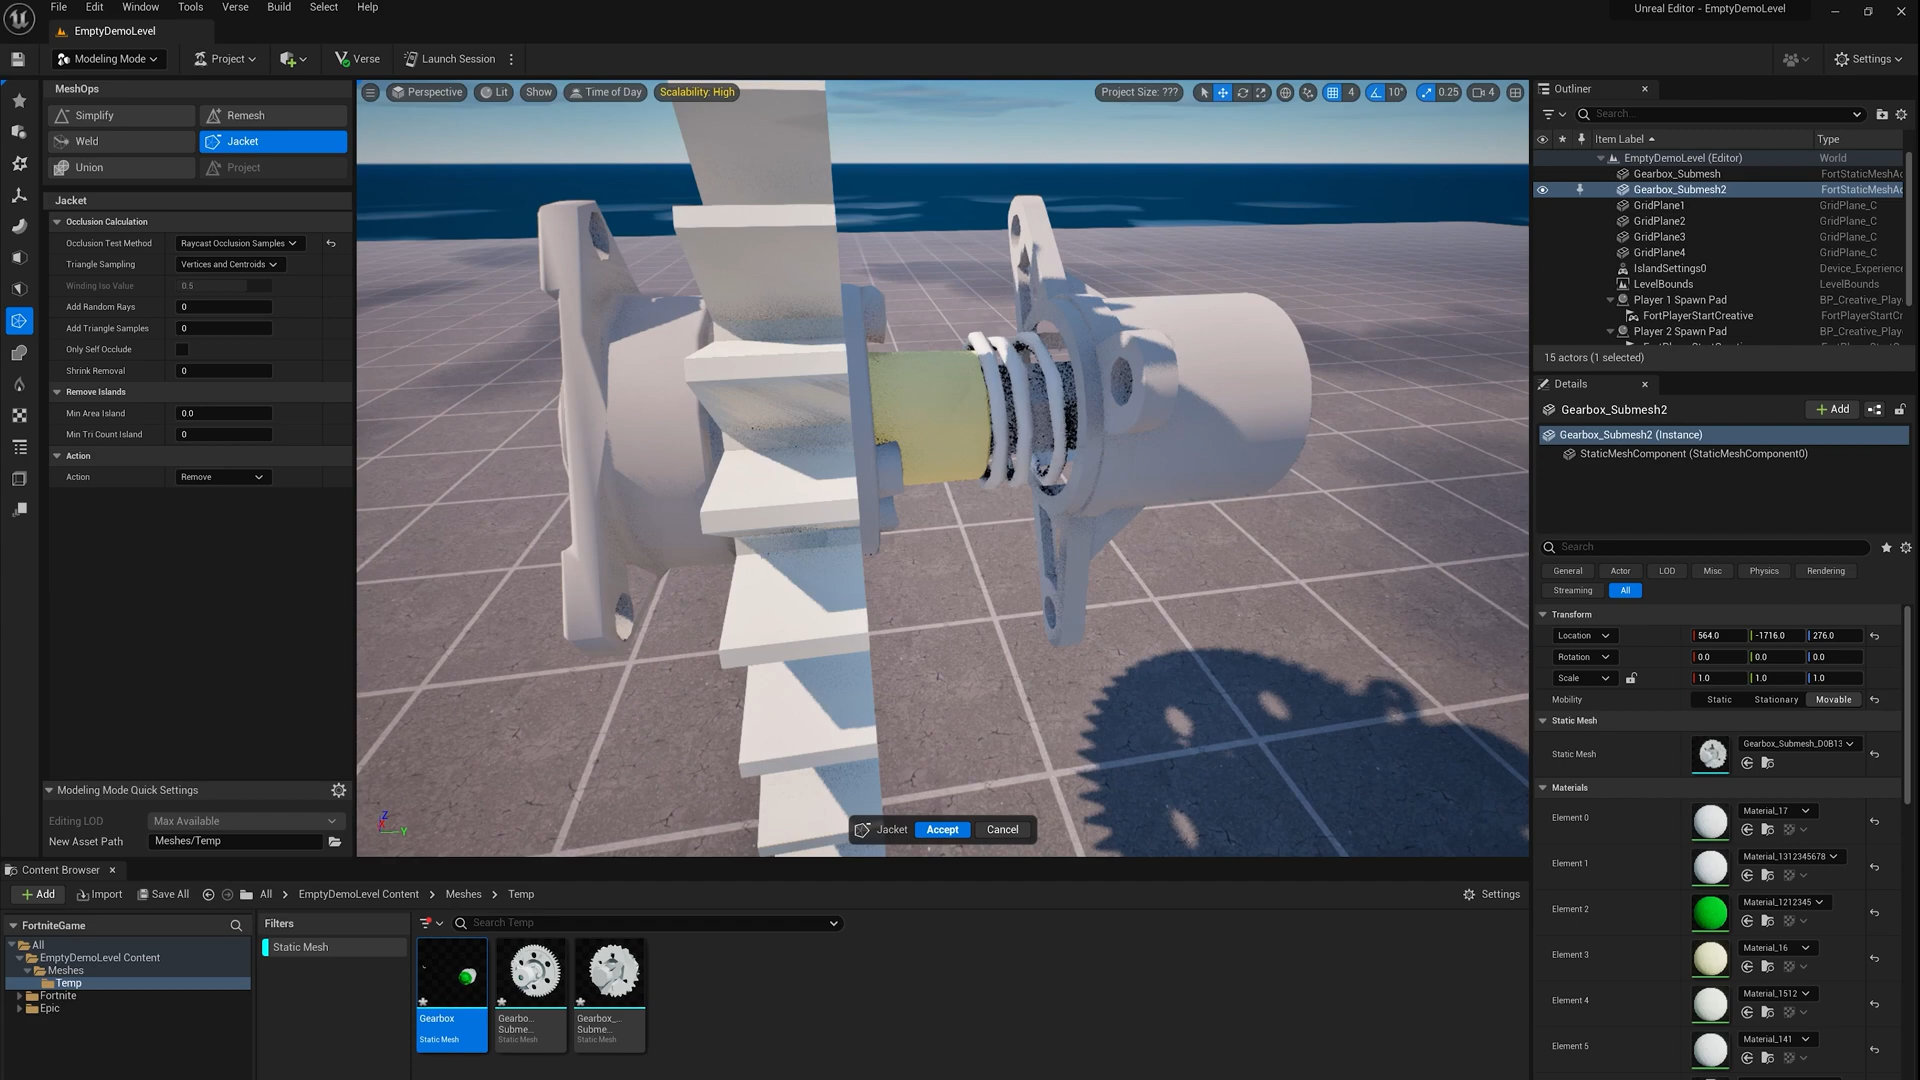 File Edit Window Tools Verse Build Select Help
Unreal Editor - EmptyDemoLevel
EmptyDemoLevel
Modeling Mode Project Verse Launch Session Settings
MeshOps
Simplify Remesh
Weld Jacket
Union Project
Jacket
Occlusion Calculation
Occlusion Test Method Raycast Occlusion Samples
Triangle Sampling Vertices and Centroids
Winding Iso Value 0.5
Add Random Rays 0
Add Triangle Samples 0
Only Self Occlude
Shrink Removal 0
Remove Islands
Min Area Island 0.0
Min Tri Count Island 0
Action
Action Remove
Modeling Mode Quick Settings
Editing LOD Max Available
New Asset Path Meshes/Temp
Perspective Lit Show Time of Day Scalability: High
Project Size: ??? 4 10° 0.25 4
Z
X
Y
Jacket Accept Cancel
Outliner
Search...
Item Label Type
EmptyDemoLevel (Editor) World
Gearbox_Submesh FortStaticMeshAc
Gearbox_Submesh2 FortStaticMeshAc
GridPlane1 GridPlane_C
GridPlane2 GridPlane_C
GridPlane3 GridPlane_C
GridPlane4 GridPlane_C
IslandSettings0 Device_Experience
LevelBounds LevelBounds
Player 1 Spawn Pad BP_Creative_Play
FortPlayerStartCreative FortPlayerStartCr
Player 2 Spawn Pad BP_Creative_Play
15 actors (1 selected)
Details
Gearbox_Submesh2 Add
Gearbox_Submesh2 (Instance)
StaticMeshComponent (StaticMeshComponent0)
Search
General Actor LOD Misc Physics Rendering
Streaming All
Transform
Location 564.0 -1716.0 276.0
Rotation 0.0 0.0 0.0
Scale 1.0 1.0 1.0
Mobility Static Stationary Movable
Static Mesh
Static Mesh Gearbox_Submesh_D0B13
Materials
Element 0 Material_17
Element 1 Material_1312345678
Element 2 Material_1212345
Element 3 Material_16
Element 4 Material_1512
Element 5 Material_141
Content Browser
Add Import Save All All EmptyDemoLevel Content Meshes Temp Settings
FortniteGame
All
EmptyDemoLevel Content
Meshes
Temp
Fortnite
Epic
Filters
Static Mesh
Search Temp
Gearbox
Static Mesh
Gearbo...
Subme...
Static Mesh
Gearbox_...
Subme...
Static Mesh